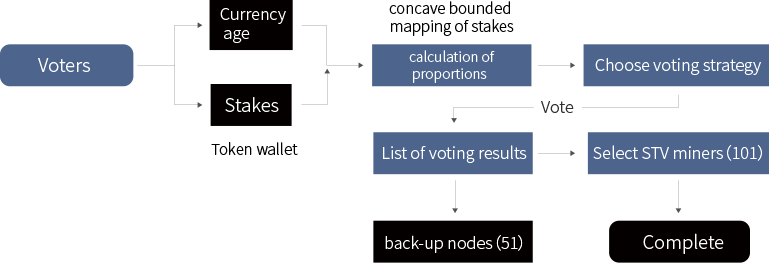 Voters
Currency
age
Stakes
Token wallet
concave bounded
mapping of stakes
calculation of
proportions
Choose voting strategy
Vote
List of voting results
Select STV miners (101)
back-up nodes (51)
Complete